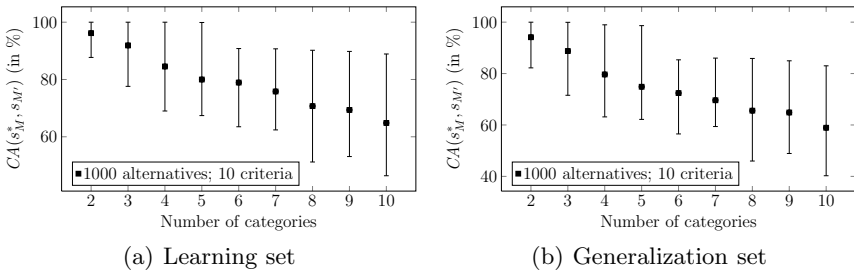 100
80
60
CA(s*_M, s_M′) (in %)
1000 alternatives; 10 criteria
2 3 4 5 6 7 8 9 10
Number of categories
(a) Learning set
100
80
60
40
CA(s*_M, s_M′) (in %)
1000 alternatives; 10 criteria
2 3 4 5 6 7 8 9 10
Number of categories
(b) Generalization set